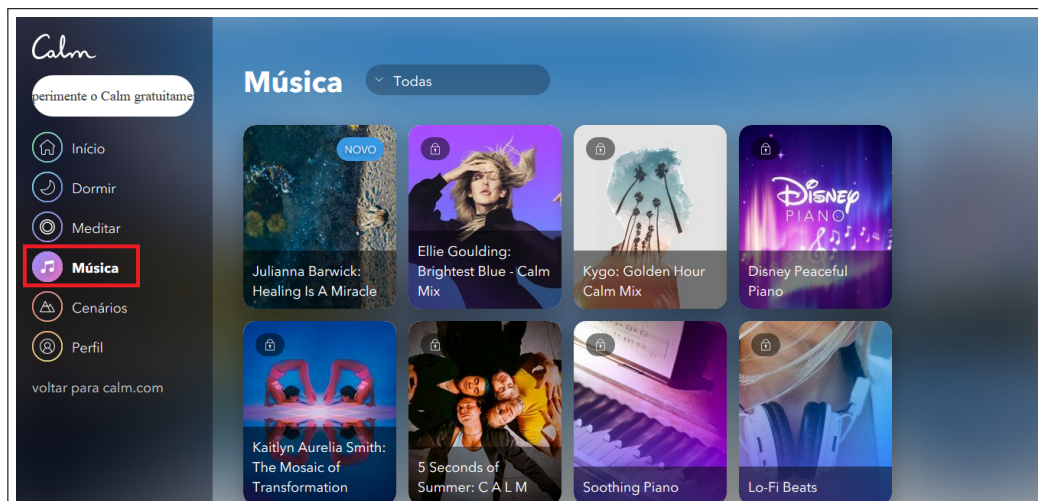 Calm
perimente o Calm gratuitame
Início
Dormir
Meditar
Música
Cenários
Perfil
voltar para calm.com
Música
Todas
NOVO
Julianna Barwick:
Healing Is A Miracle
Ellie Goulding:
Brightest Blue - Calm
Mix
Kygo: Golden Hour
Calm Mix
DISNEY
PIANO
Disney Peaceful
Piano
Kaitlyn Aurelia Smith:
The Mosaic of
Transformation
5 Seconds of
Summer: C A L M
Soothing Piano
Lo-Fi Beats